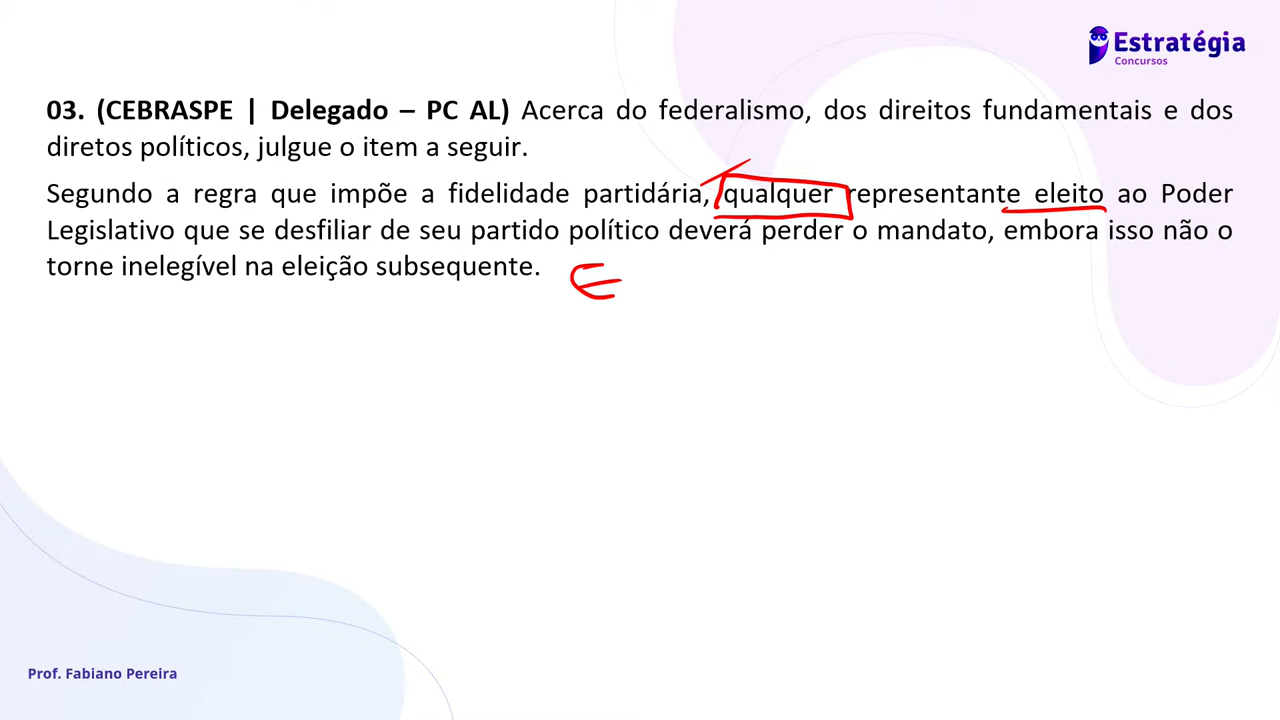 Estratégia
Concursos
03. (CEBRASPE | Delegado – PC AL) Acerca do federalismo, dos direitos fundamentais e dos
diretos políticos, julgue o item a seguir.
Segundo a regra que impõe a fidelidade partidária, qualquer representante eleito ao Poder
Legislativo que se desfiliar de seu partido político deverá perder o mandato, embora isso não o
torne inelegível na eleição subsequente.
E
Prof. Fabiano Pereira